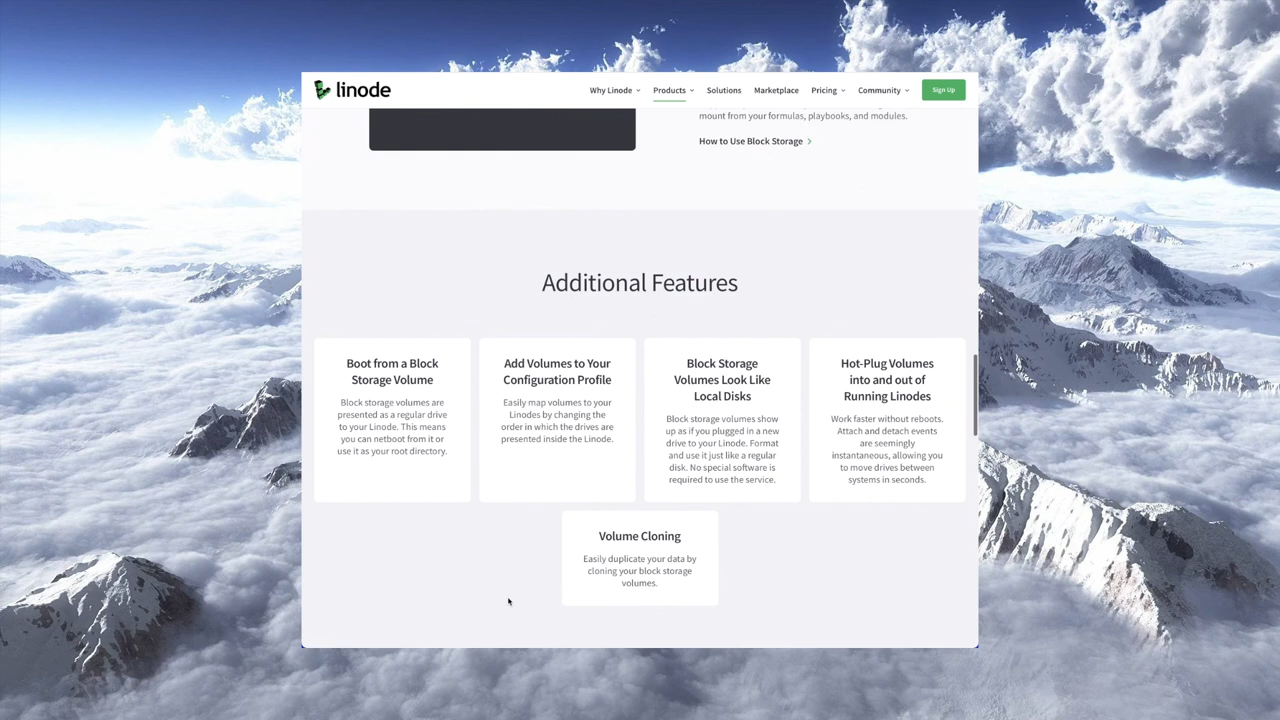 linode
Why Linode Products Solutions Marketplace Pricing Community Sign Up
mount from your formulas, playbooks, and modules.
How to Use Block Storage
Additional Features
Boot from a Block
Storage Volume
Block storage volumes are
presented as a regular drive
to your Linode. This means
you can netboot from it or
use it as your root directory.
Add Volumes to Your
Configuration Profile
Easily map volumes to your
Linodes by changing the
order in which the drives are
presented inside the Linode.
Block Storage
Volumes Look Like
Local Disks
Block storage volumes show
up as if you plugged in a new
drive to your Linode. Format
and use it just like a regular
disk. No special software is
required to use the service.
Hot-Plug Volumes
into and out of
Running Linodes
Work faster without reboots.
Attach and detach events
are seemingly
instantaneous, allowing you
to move drives between
systems in seconds.
Volume Cloning
Easily duplicate your data by
cloning your block storage
volumes.